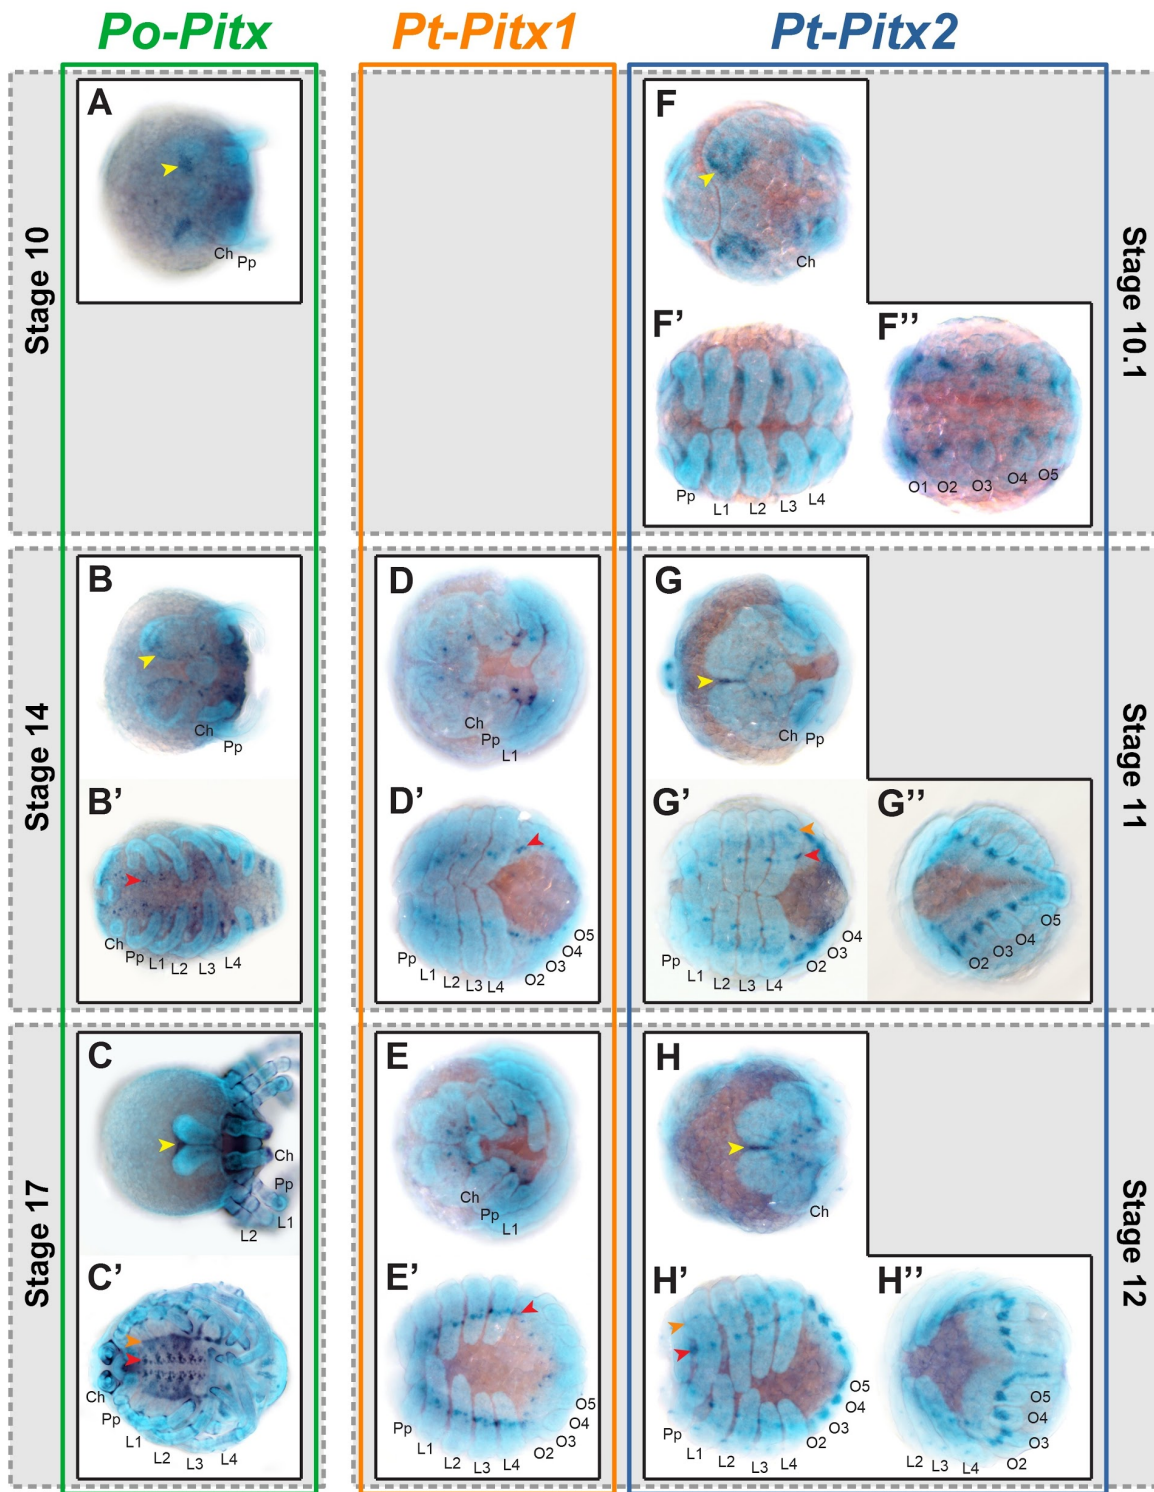 Po-Pitx
Pt-Pitx1
Pt-Pitx2
Stage 10
A
Ch
Pp
F
Ch
F’
Pp
L1
L2
L3
L4
F’’
O1
O2
O3
O4
O5
Stage 10.1
Stage 14
B
Ch
Pp
B’
Ch
Pp
L1
L2
L3
L4
D
Ch
Pp
L1
D’
Pp
L1
L2
L3
L4
O2
O3
O4
O5
G
Ch
Pp
G’
Pp
L1
L2
L3
L4
O2
O3
O4
G’’
O2
O3
O4
O5
Stage 11
Stage 17
C
Ch
Pp
L1
L2
C’
Ch
Pp
L1
L2
L3
L4
E
Ch
Pp
L1
E’
Pp
L1
L2
L3
L4
O2
O3
O4
O5
H
Ch
H’
Pp
L1
L2
L3
L4
O2
O3
O4
O5
H’’
L2
L3
L4
O2
O3
O4
O5
Stage 12